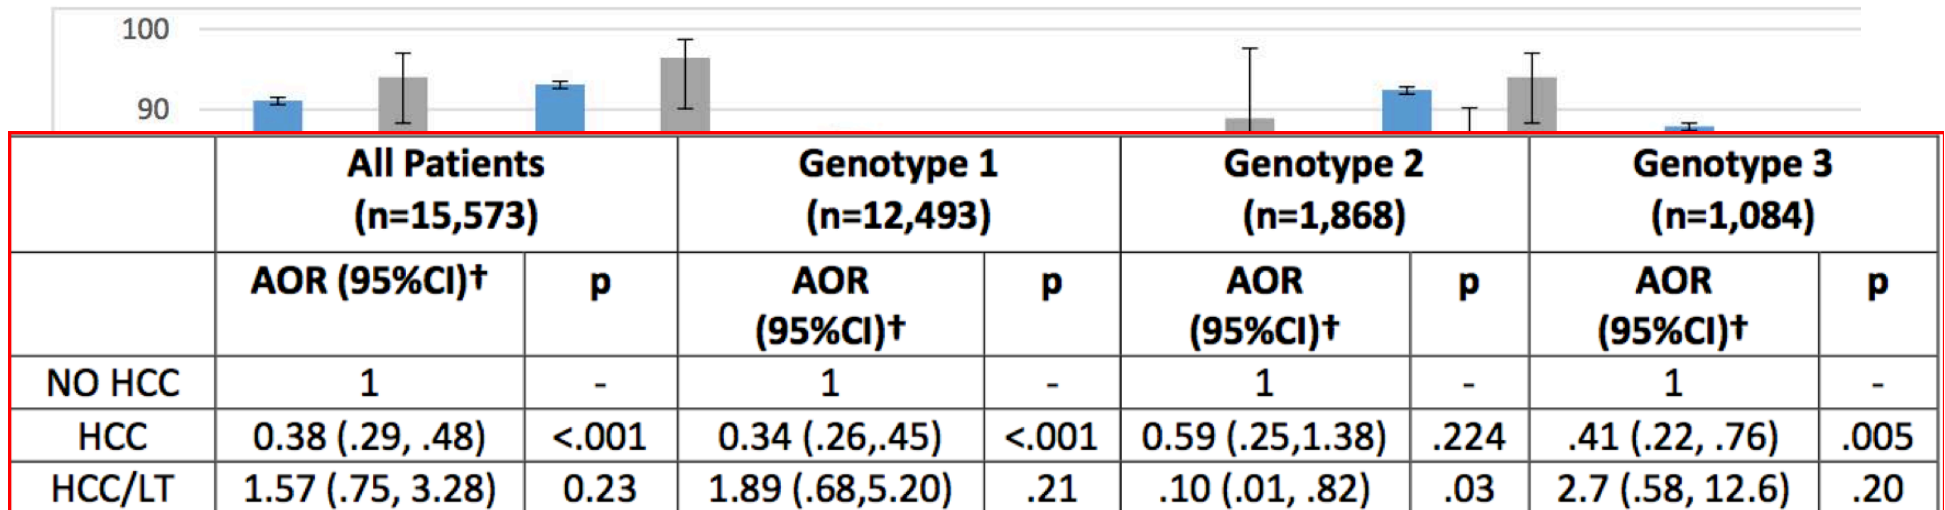 100
90
All Patients Genotype 1 Genotype 2 Genotype 3
(n=15,573) (n=12,493) (n=1,868) (n=1,084)
AOR (95%CI)† p AOR p AOR p AOR p
(95%CI)† (95%CI)† (95%CI)†
NO HCC 1 - 1 - 1 - 1 -
HCC 0.38 (.29, .48) <.001 0.34 (.26,.45) <.001 0.59 (.25,1.38) .224 .41 (.22, .76) .005
HCC/LT 1.57 (.75, 3.28) 0.23 1.89 (.68,5.20) .21 .10 (.01, .82) .03 2.7 (.58, 12.6) .20